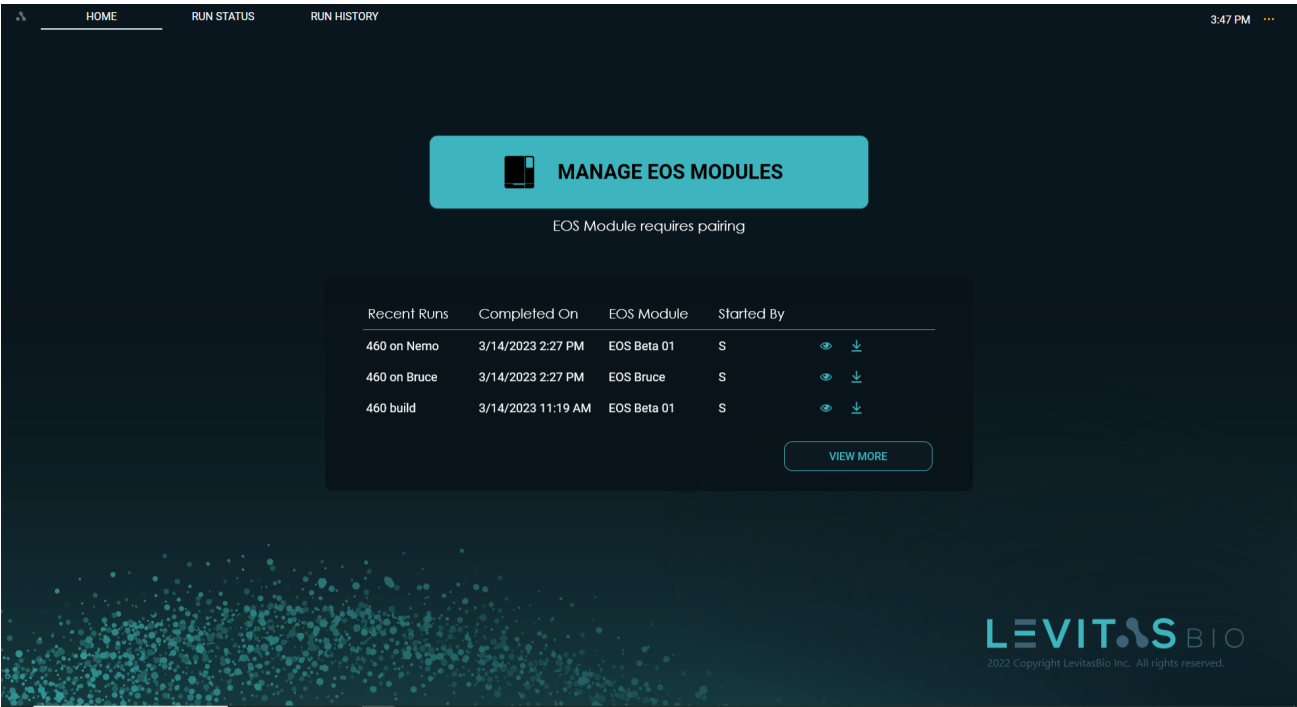 HOME RUN STATUS RUN HISTORY 3:47 PM ...
MANAGE EOS MODULES
EOS Module requires pairing
Recent Runs Completed On EOS Module Started By
460 on Nemo 3/14/2023 2:27 PM EOS Beta 01 S
460 on Bruce 3/14/2023 2:27 PM EOS Bruce S
460 build 3/14/2023 11:19 AM EOS Beta 01 S
VIEW MORE
LEVITAS BIO
2022 Copyright LevitasBio Inc. All rights reserved.